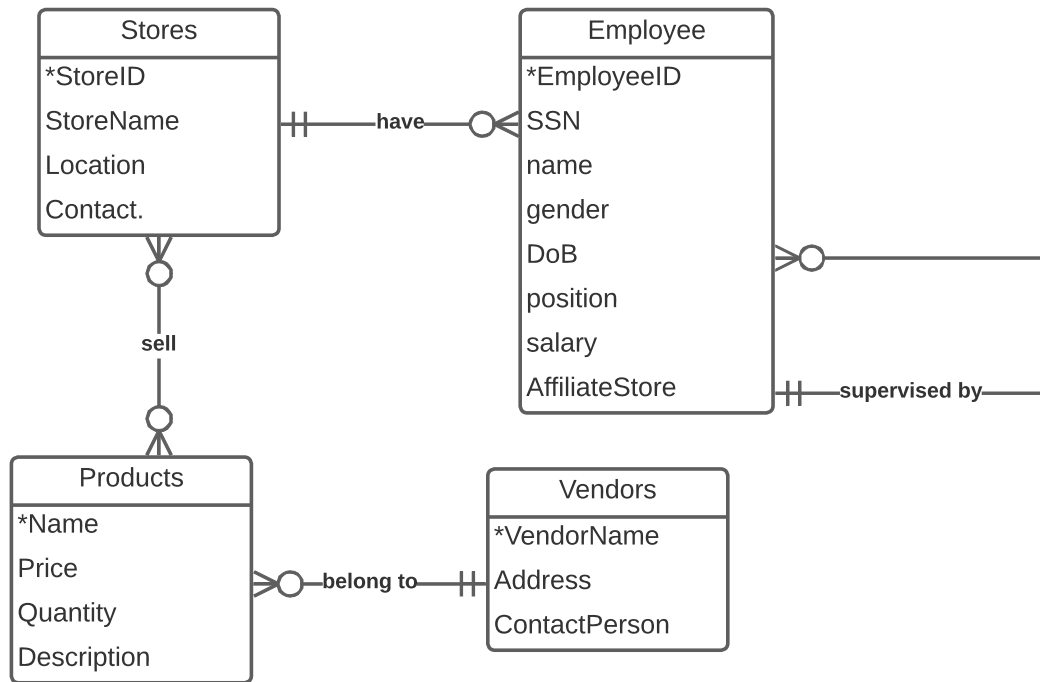 Stores
*StoreID
StoreName
Location
Contact.
have
Employee
*EmployeeID
SSN
name
gender
DoB
position
salary
AffiliateStore
supervised by
sell
Products
*Name
Price
Quantity
Description
belong to
Vendors
*VendorName
Address
ContactPerson